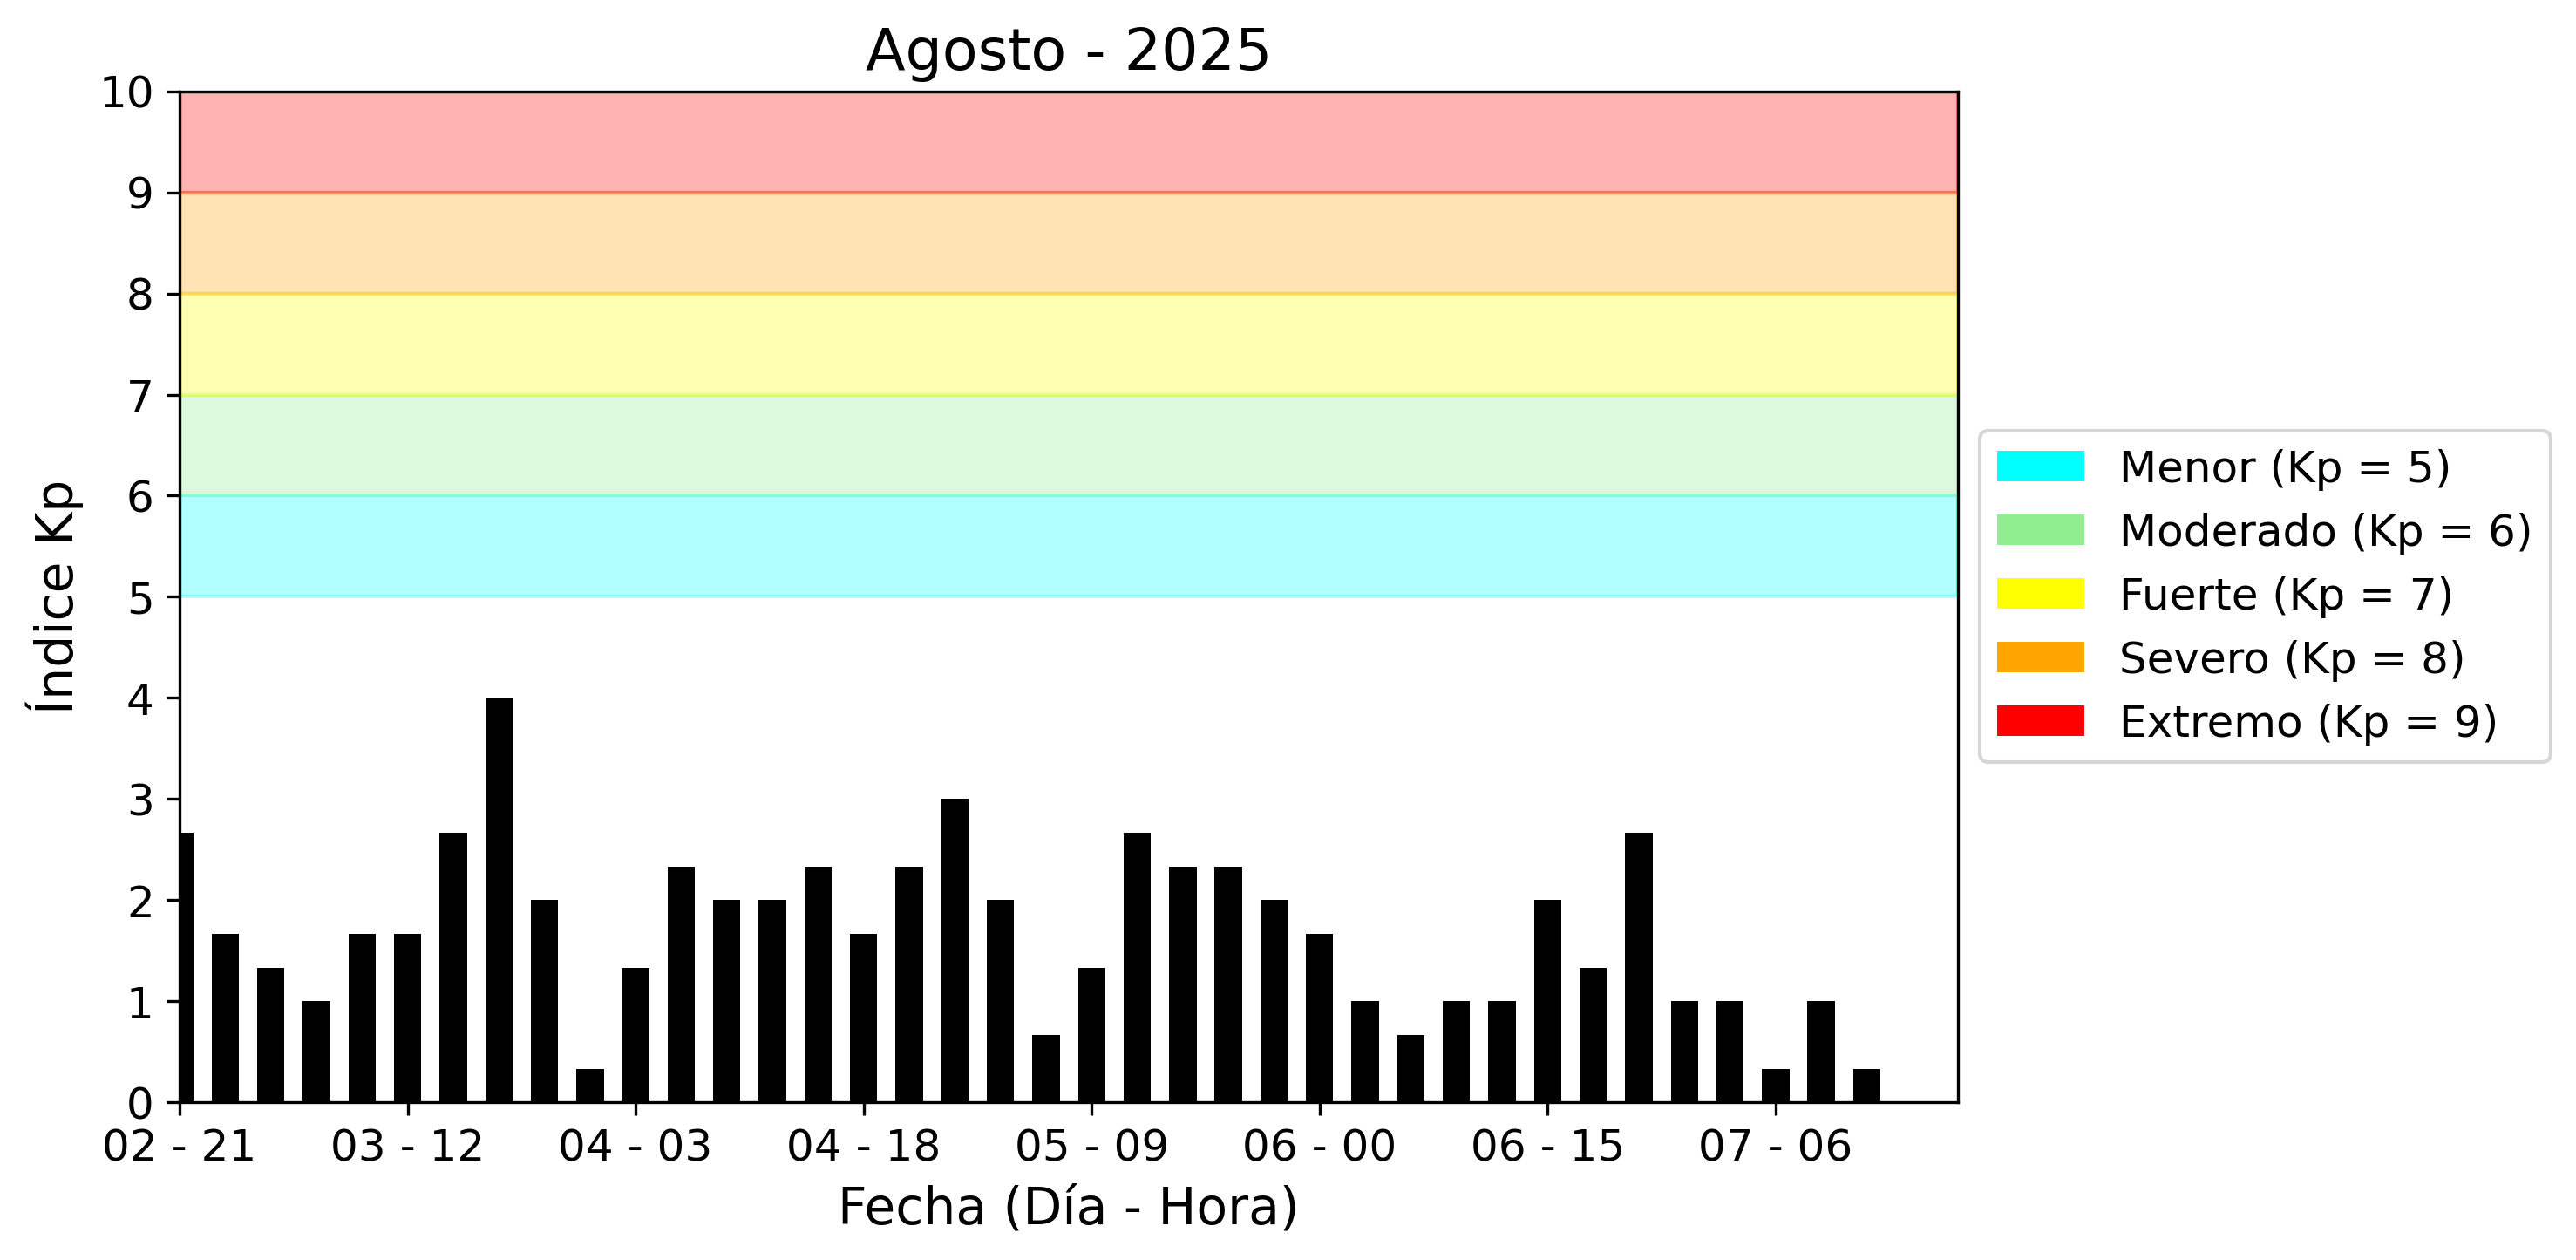 Agosto - 2025
10
9
8
7
6
5
4
3
2
1
0
Índice Kp
02 - 21
03 - 12
04 - 03
04 - 18
05 - 09
06 - 00
06 - 15
07 - 06
Fecha (Día - Hora)
Menor (Kp = 5)
Moderado (Kp = 6)
Fuerte (Kp = 7)
Severo (Kp = 8)
Extremo (Kp = 9)